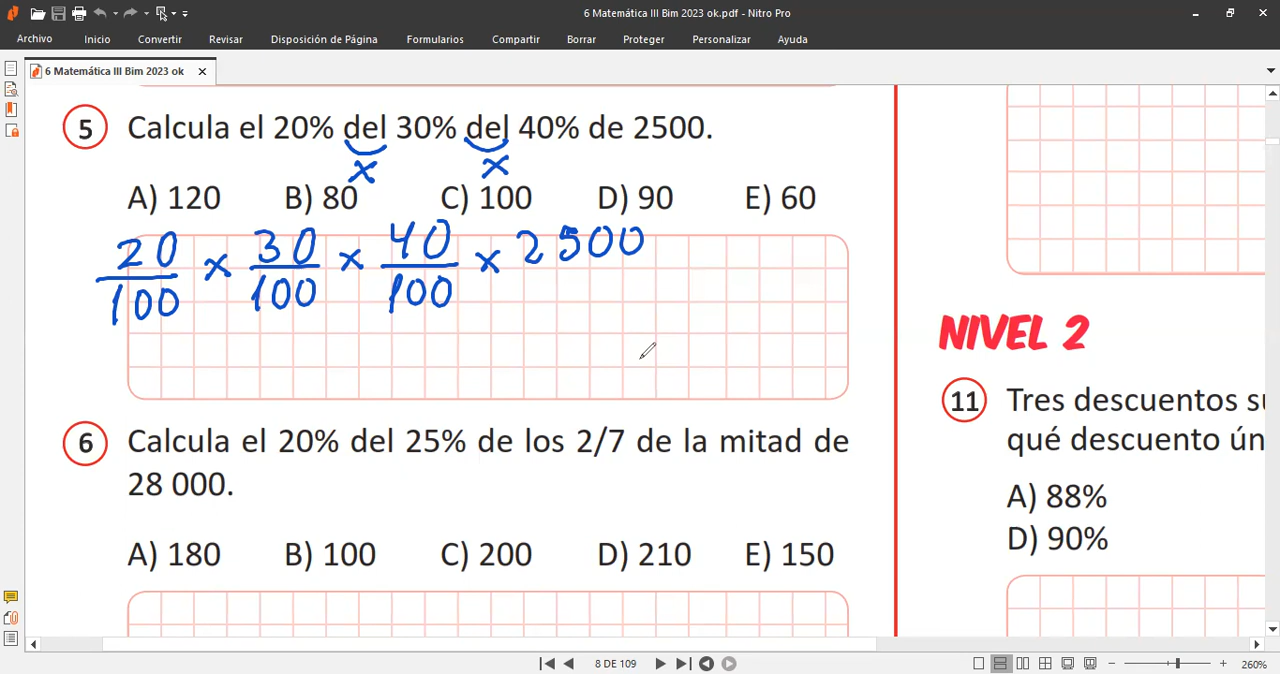 6 Matemática III Bim 2023 ok.pdf - Nitro Pro
Archivo Inicio Convertir Revisar Disposición de Página Formularios Compartir Borrar Proteger Personalizar Ayuda
6 Matemática III Bim 2023 ok
5 Calcula el 20% del 30% del 40% de 2500.
x x
A) 120 B) 80 C) 100 D) 90 E) 60
20/100 x 30/100 x 40/100 x 2500
6 Calcula el 20% del 25% de los 2/7 de la mitad de
28 000.
A) 180 B) 100 C) 200 D) 210 E) 150
NIVEL 2
11 Tres descuentos su
qué descuento ún
A) 88%
D) 90%
8 DE 109
260%